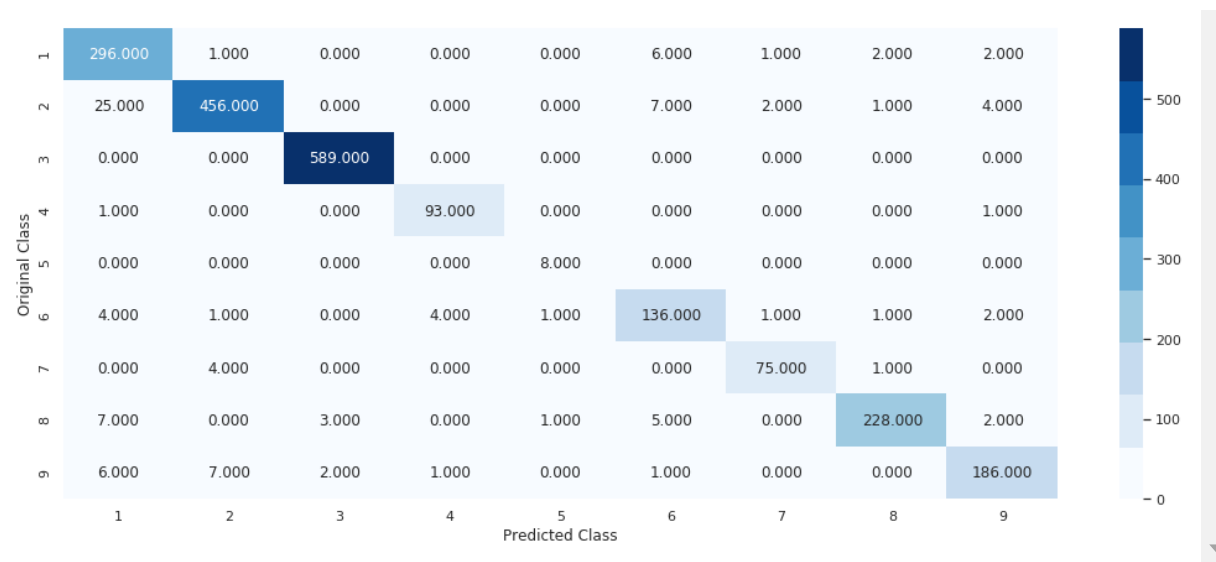 1 296.000 1.000 0.000 0.000 0.000 6.000 1.000 2.000 2.000
2 25.000 456.000 0.000 0.000 0.000 7.000 2.000 1.000 4.000
3 0.000 0.000 589.000 0.000 0.000 0.000 0.000 0.000 0.000
4 1.000 0.000 0.000 93.000 0.000 0.000 0.000 0.000 1.000
5 0.000 0.000 0.000 0.000 8.000 0.000 0.000 0.000 0.000
6 4.000 1.000 0.000 4.000 1.000 136.000 1.000 1.000 2.000
7 0.000 4.000 0.000 0.000 0.000 0.000 75.000 1.000 0.000
8 7.000 0.000 3.000 0.000 1.000 5.000 0.000 228.000 2.000
9 6.000 7.000 2.000 1.000 0.000 1.000 0.000 0.000 186.000
1 2 3 4 5 6 7 8 9
Predicted Class
Original Class
500
400
300
200
100
0